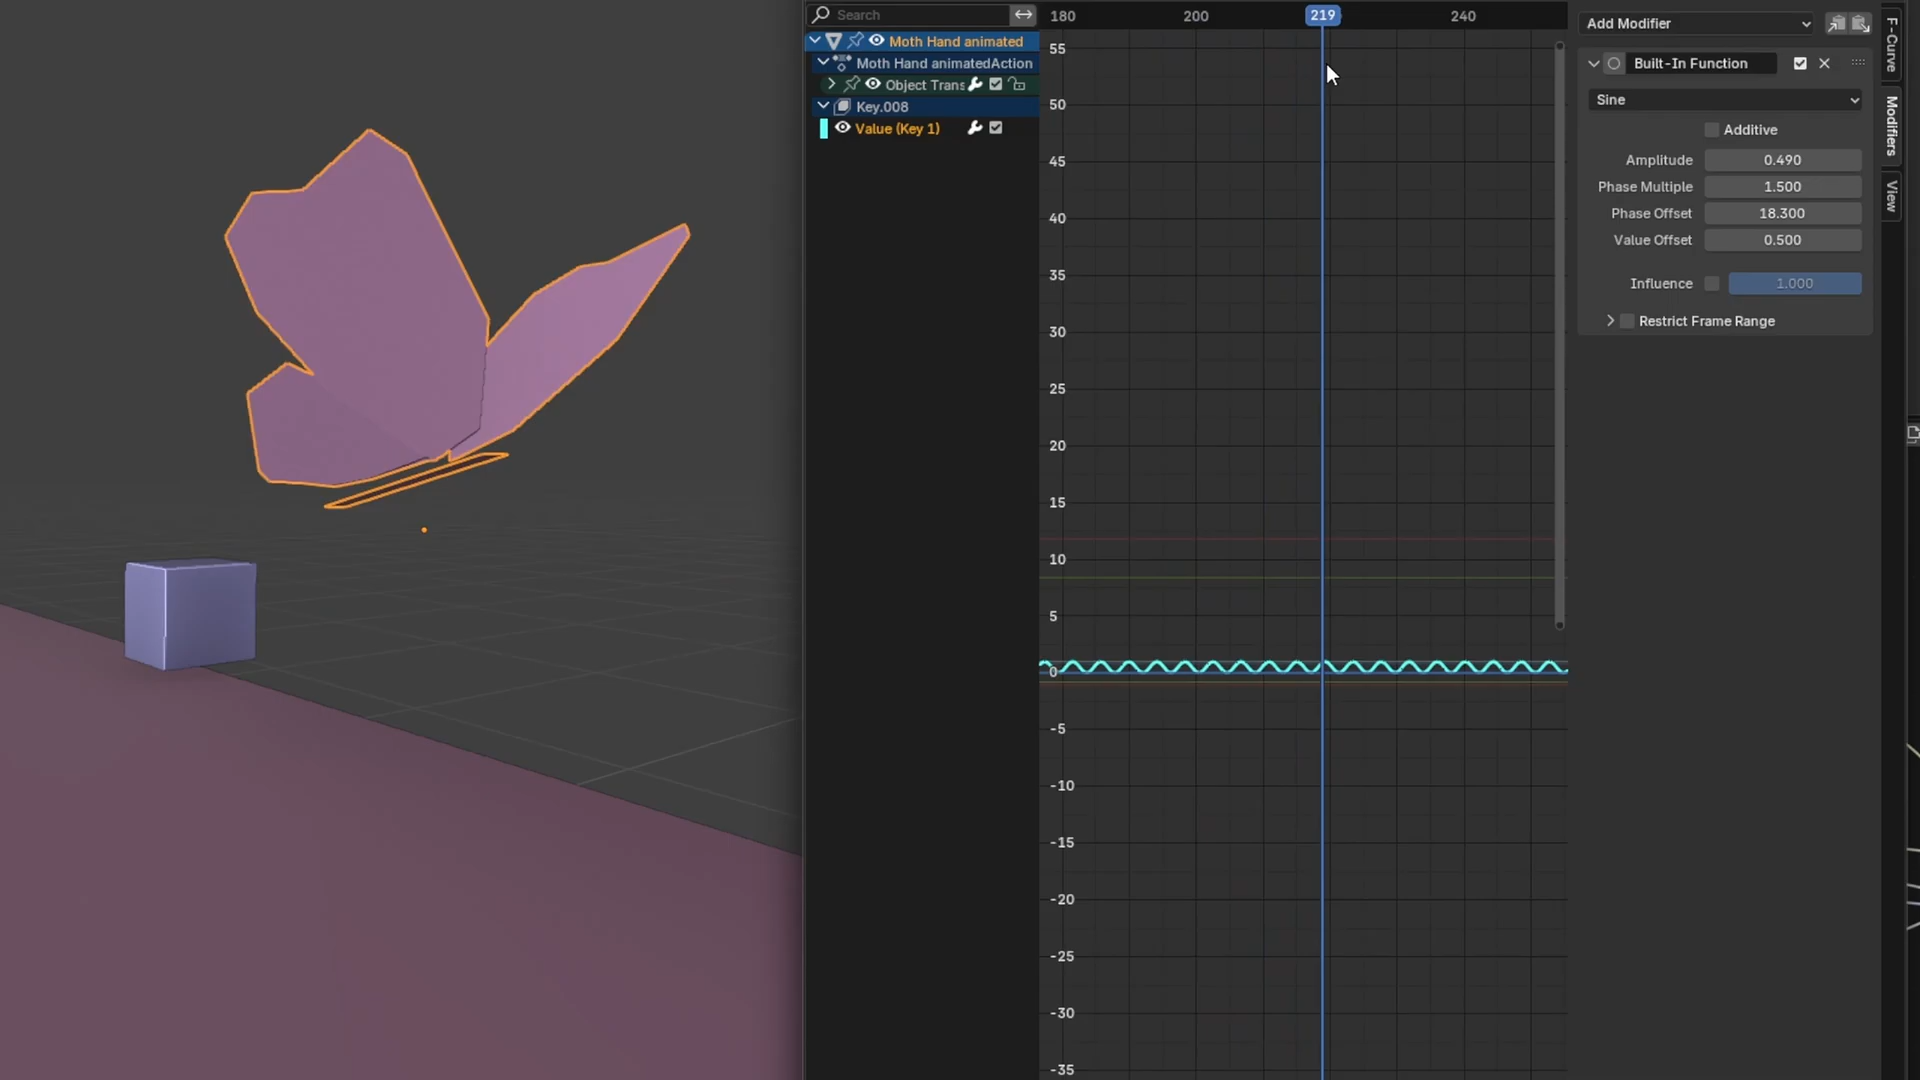 Search
180 200 219 240
Moth Hand animated
Moth Hand animatedAction
Object Trans
Key.008
Value (Key 1)
55
50
45
40
35
30
25
20
15
10
5
0
-5
-10
-15
-20
-25
-30
-35
Add Modifier
Built-In Function
Sine
Additive
Amplitude 0.490
Phase Multiple 1.500
Phase Offset 18.300
Value Offset 0.500
Influence 1.000
Restrict Frame Range
F-Curve
Modifiers
View